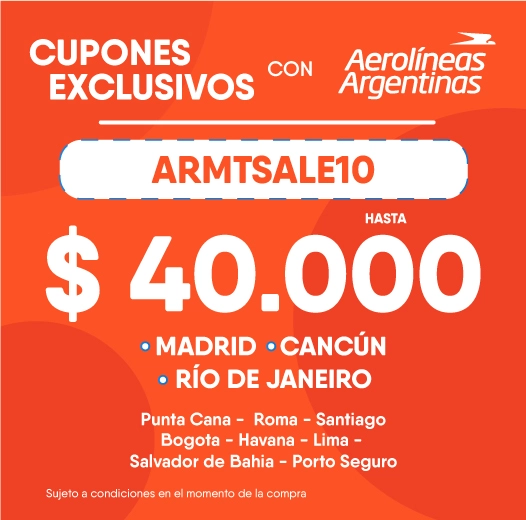 CUPONES
EXCLUSIVOS
CON
Aerolíneas
Argentinas
ARMTSALE10
HASTA
$ 40.000
MADRID CANCÚN
RÍO DE JANEIRO
Punta Cana - Roma - Santiago
Bogota - Havana - Lima -
Salvador de Bahia - Porto Seguro
Sujeto a condiciones en el momento de la compra